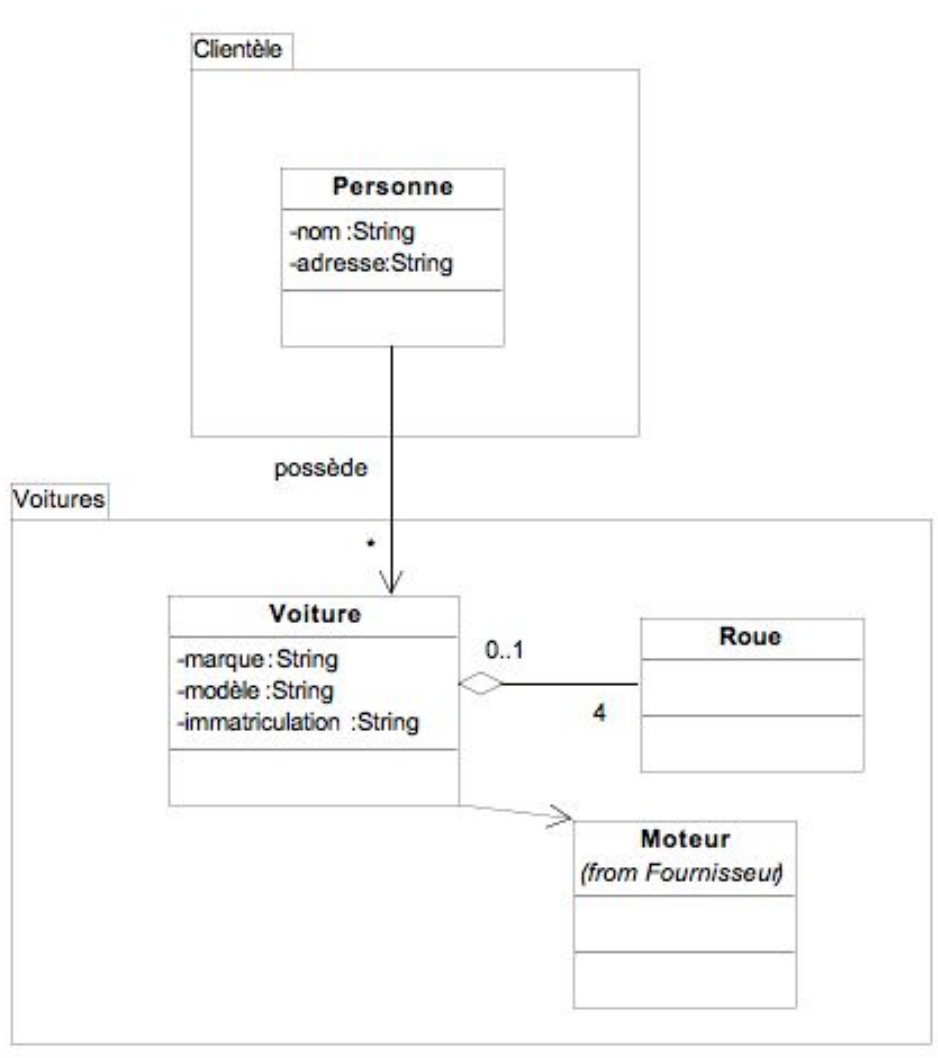 Clientèle
Personne
-nom :String
-adresse:String
possède
Voitures
*
Voiture
-marque : String
-modèle : String
-immatriculation :String
0..1
4
Roue
Moteur
(from Fournisseur)